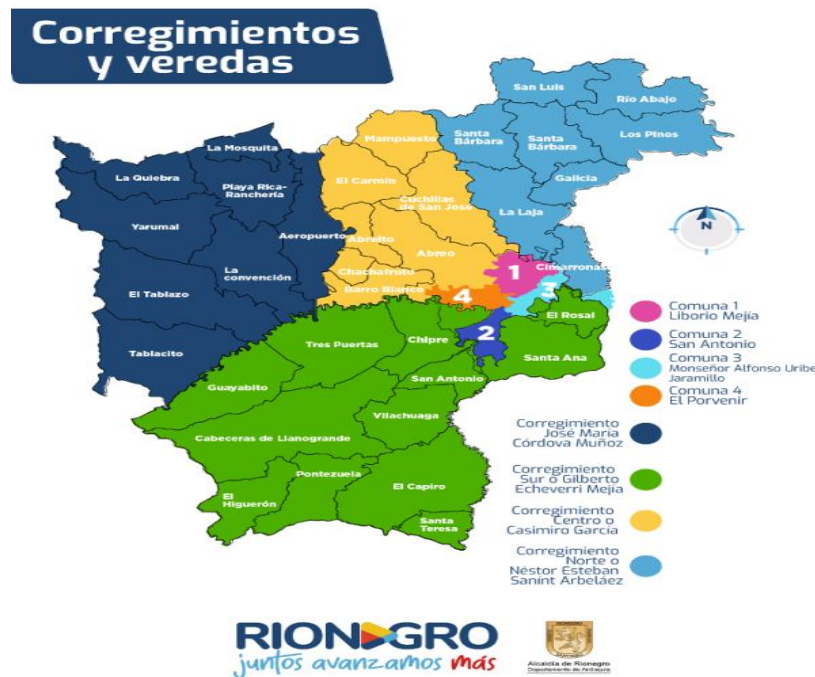 Corregimientos
y veredas
San Luis
Río Abajo
Mampuesto
Santa
Bárbara
Santa
Bárbara
Los Pinos
La Mosquita
La Quiebra
Playa Rica-
Ranchería
El Carmín
Galicia
Cuchillas
de San José
La Laja
Yarumal
Aeropuerto
Abreito
Abreo
N
La
convención
Chachafruto
1
Cimarronas
Barro Blanco
4
3
El Tablazo
El Rosal
Comuna 1
Liborio Mejía
Tablacito
Tres Puertas
Chipre
2
Comuna 2
San Antonio
Santa Ana
Comuna 3
Monseñor Alfonso Uribe
Jaramillo
Guayabito
San Antonio
Comuna 4
El Porvenir
Vilachuaga
Cabeceras de Llanogrande
Corregimiento
José María
Córdova Muñoz
Pontezuela
El Capiro
Corregimiento
Sur o Gilberto
Echeverri Mejía
El
Higuerón
Santa
Teresa
Corregimiento
Centro o
Casimiro García
Corregimiento
Norte o
Néstor Esteban
Sanint Arbeláez
RIONEGRO
juntos avanzamos más
Alcaldía de Rionegro
Departamento de Antioquia